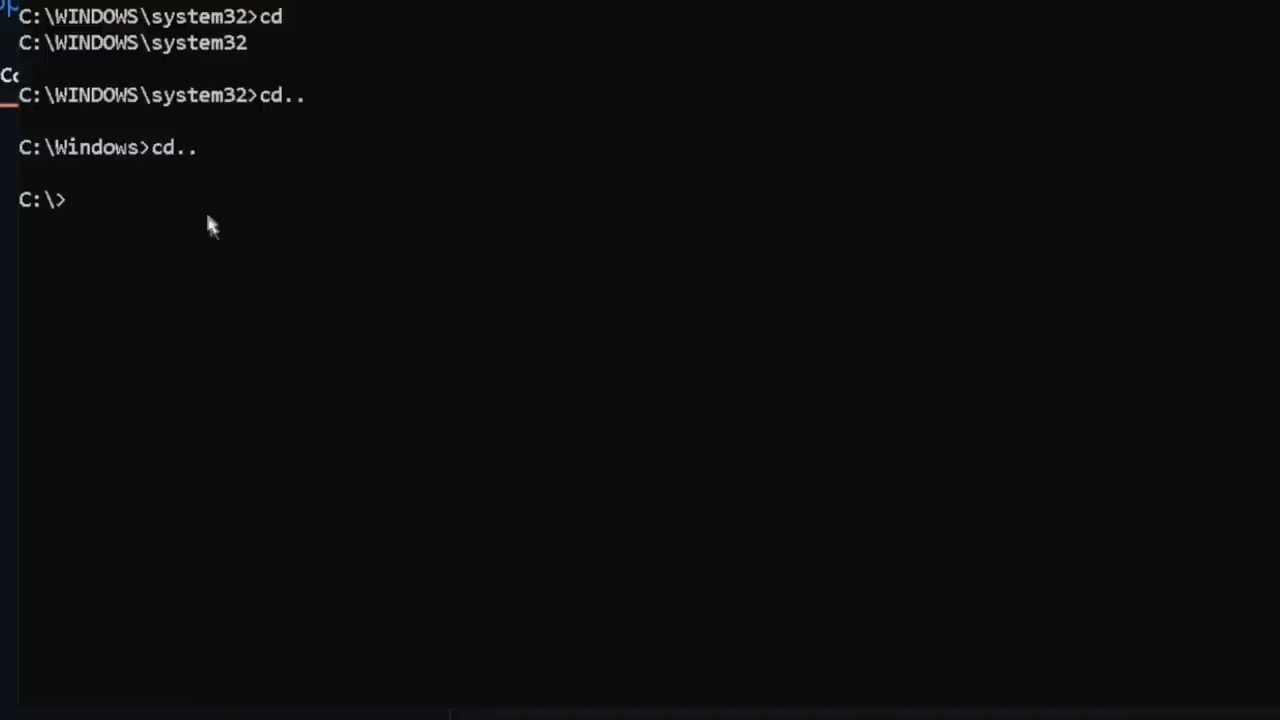 C:\WINDOWS\system32>cd
C:\WINDOWS\system32
C:\WINDOWS\system32>cd..
C:\Windows>cd..
C:\>